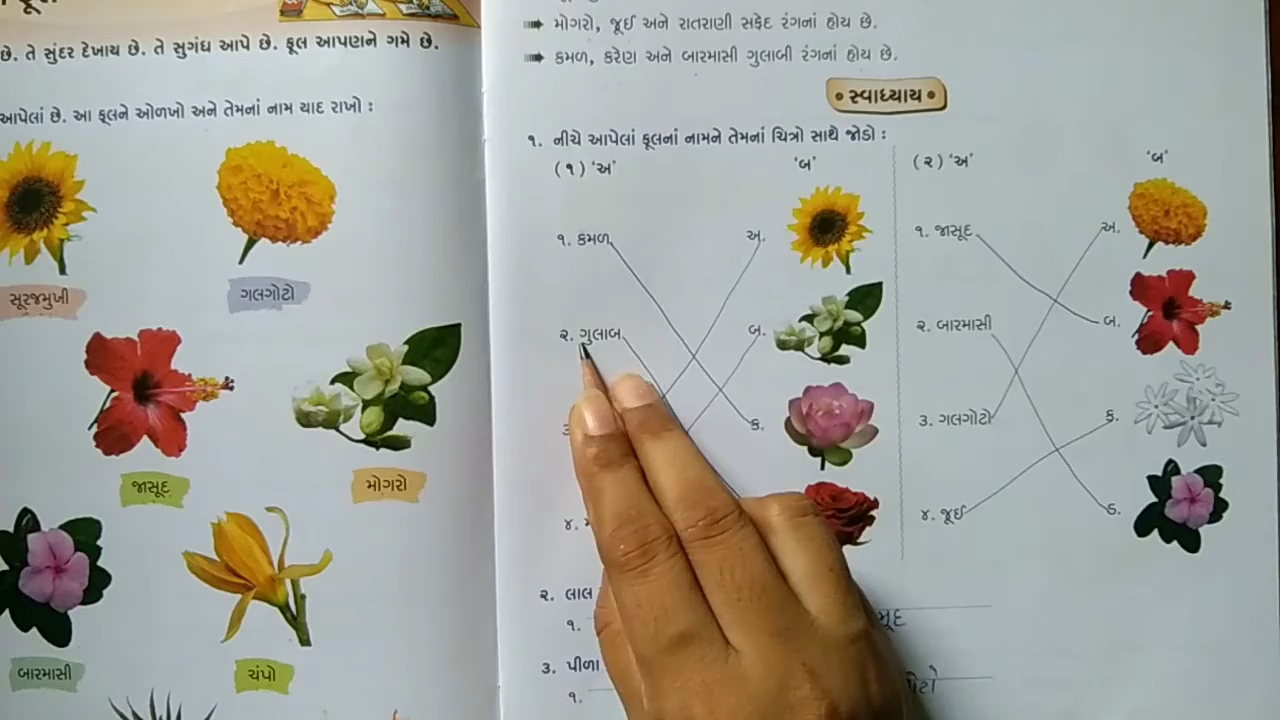 છે. તે સુંદર દેખાય છે. તે સુગંધ આપે છે. ફૂલ આપણને ગમે છે.
આપેલાં છે. આ ફૂલને ઓળખો અને તેમનાં નામ યાદ રાખો :
સૂરજમુખી
ગલગોટો
જાસૂદ
મોગરો
બારમાસી
ચંપો
મોગરો, જૂઈ અને રાતરાણી સફેદ રંગનાં હોય છે.
કમળ, કરેણ અને બારમાસી ગુલાબી રંગનાં હોય છે.
સ્વાધ્યાય
૧. નીચે આપેલાં ફૂલનાં નામને તેમનાં ચિત્રો સાથે જોડો :
(૧) ‘અ’ ‘બ’
૧. કમળ અ.
૨. ગુલાબ બ.
ક.
૪.
(૨) ‘અ’ ‘બ’
૧. જાસૂદ અ.
૨. બારમાસી બ.
૩. ગલગોટો ક.
૪. જૂઈ ડ.
૨. લાલ
૧.
૩. પીળા
૧.